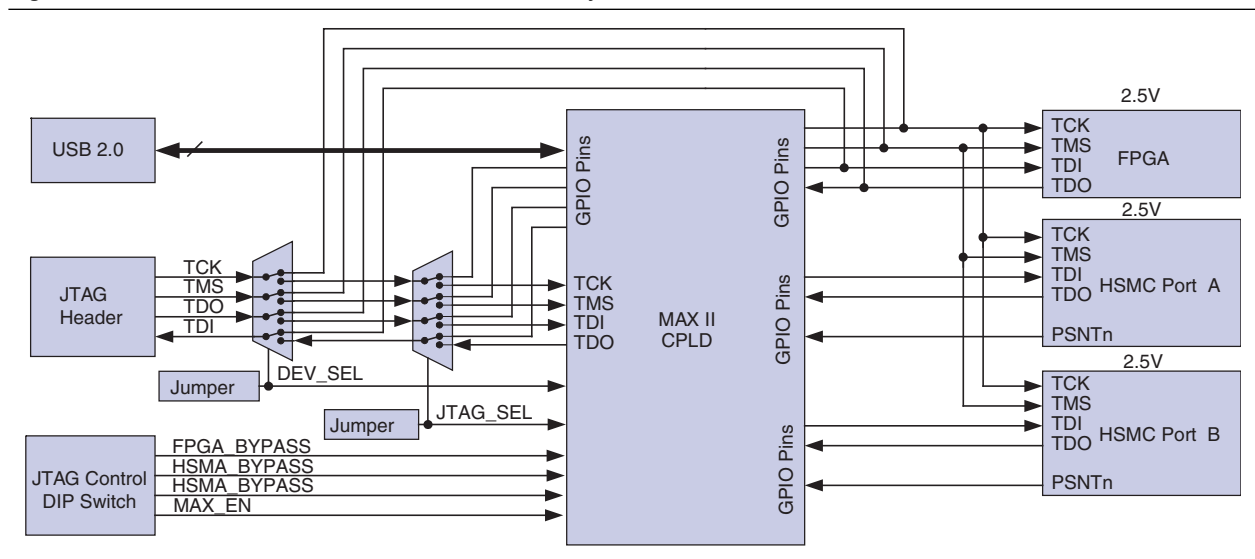 2.5V
USB 2.0
GPIO Pins
GPIO Pins
TCK
TMS
TDI
TDO
FPGA
2.5V
JTAG
Header
TCK
TMS
TDO
TDI
TCK
TMS
TDI
TDO
MAX II
CPLD
GPIO Pins
TCK
TMS
TDI
TDO
HSMC Port A
PSNTn
2.5V
Jumper
DEV_SEL
Jumper
JTAG_SEL
JTAG Control
DIP Switch
FPGA_BYPASS
HSMA_BYPASS
HSMA_BYPASS
MAX_EN
GPIO Pins
TCK
TMS
TDI
TDO
HSMC Port B
PSNTn